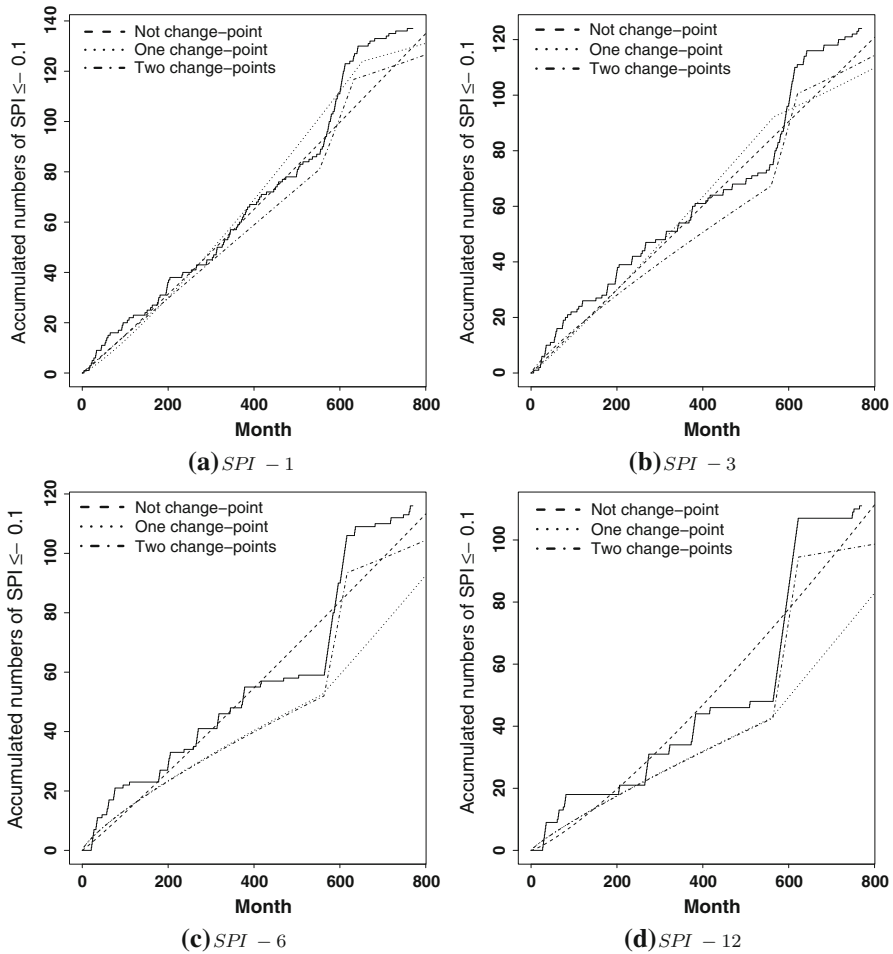 Accumulated numbers of SPI ≤− 0.1
0 20 40 60 80 100 120 140
Not change−point
One change−point
Two change−points
0 200 400 600 800
Month
(a) SPI − 1
Accumulated numbers of SPI ≤− 0.1
0 20 40 60 80 100 120
Not change−point
One change−point
Two change−points
0 200 400 600 800
Month
(b) SPI − 3
Accumulated numbers of SPI ≤− 0.1
0 20 40 60 80 100 120
Not change−point
One change−point
Two change−points
0 200 400 600 800
Month
(c) SPI − 6
Accumulated numbers of SPI ≤− 0.1
0 20 40 60 80 100
Not change−point
One change−point
Two change−points
0 200 400 600 800
Month
(d) SPI − 12